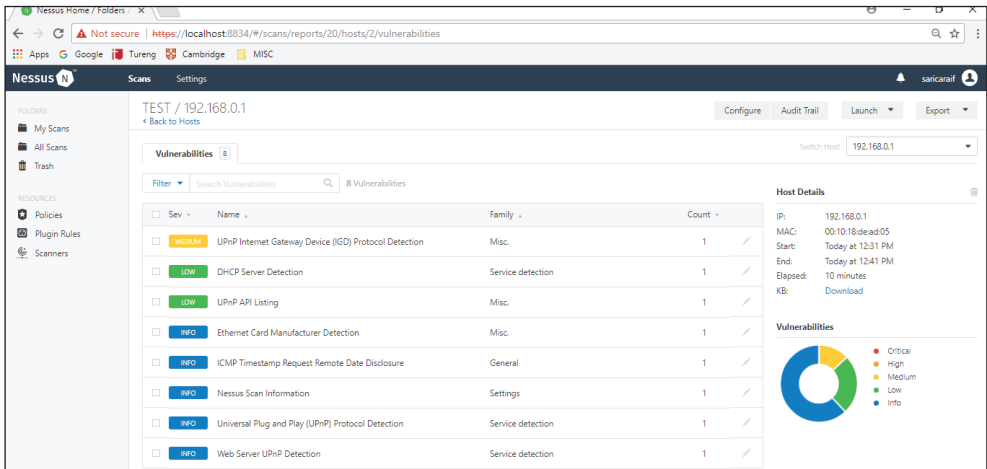 Nessus Home / Folders /
Not secure | https://localhost:8834/#/scans/reports/20/hosts/2/vulnerabilities
Apps Google Tureng Cambridge MISC
Nessus N Scans Settings saricaraif
FOLDERS
My Scans
All Scans
Trash
RESOURCES
Policies
Plugin Rules
Scanners
TEST / 192.168.0.1
< Back to Hosts
Configure Audit Trail Launch Export
Vulnerabilities 8
Switch Host 192.168.0.1
Filter Search Vulnerabilities 8 Vulnerabilities
Sev Name Family Count
MEDIUM UPnP Internet Gateway Device (IGD) Protocol Detection Misc. 1
LOW DHCP Server Detection Service detection 1
LOW UPnP API Listing Misc. 1
INFO Ethernet Card Manufacturer Detection Misc. 1
INFO ICMP Timestamp Request Remote Date Disclosure General 1
INFO Nessus Scan Information Settings 1
INFO Universal Plug and Play (UPnP) Protocol Detection Service detection 1
INFO Web Server UPnP Detection Service detection 1
Host Details
IP: 192.168.0.1
MAC: 00:10:18:de:ad:05
Start: Today at 12:31 PM
End: Today at 12:41 PM
Elapsed: 10 minutes
KB: Download
Vulnerabilities
Critical
High
Medium
Low
Info